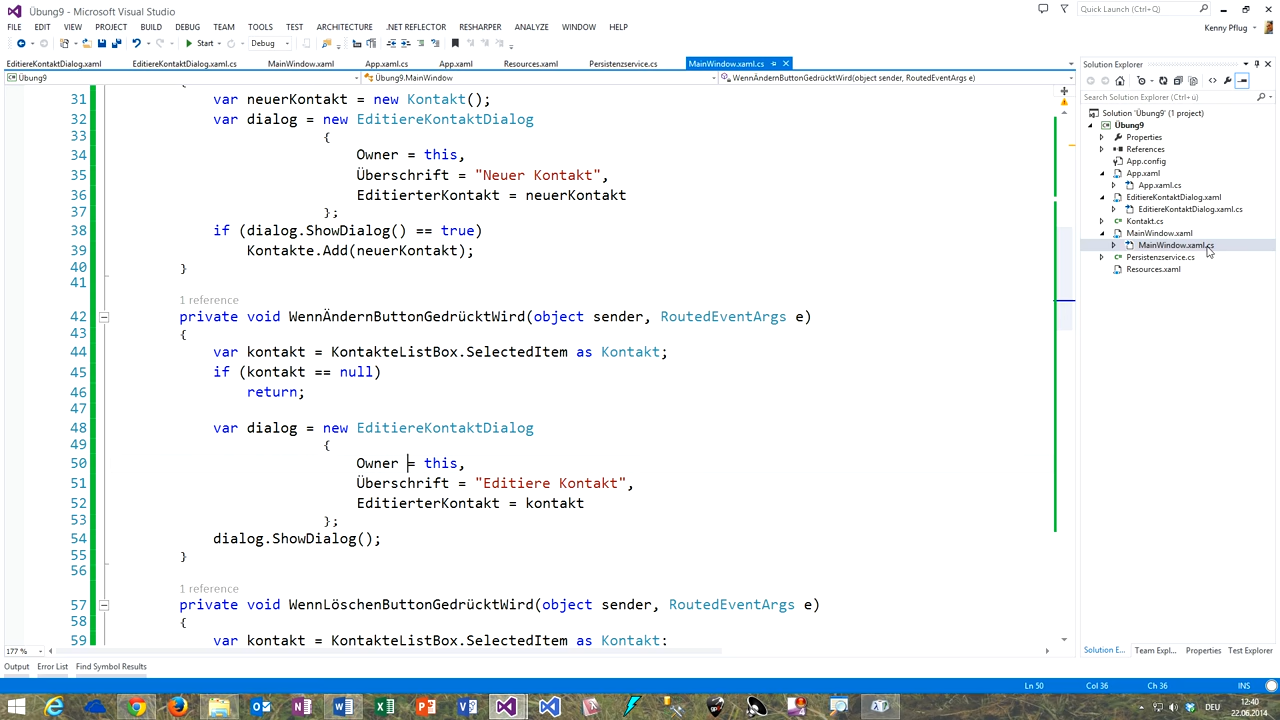 Übung9 - Microsoft Visual Studio
Quick Launch (Ctrl+Q)
FILE EDIT VIEW PROJECT BUILD DEBUG TEAM TOOLS TEST ARCHITECTURE .NET REFLECTOR RESHARPER ANALYZE WINDOW HELP
Kenny Pflug
Start Debug
EditiereKontaktDialog.xaml EditiereKontaktDialog.xaml.cs MainWindow.xaml App.xaml.cs App.xaml Resources.xaml Persistenzservice.cs MainWindow.xaml.cs
Übung9 Übung9.MainWindow WennÄndernButtonGedrücktWird(object sender, RoutedEventArgs e)
{
31 var neuerKontakt = new Kontakt();
32 var dialog = new EditiereKontaktDialog
33 {
34 Owner = this,
35 Überschrift = "Neuer Kontakt",
36 EditierterKontakt = neuerKontakt
37 };
38 if (dialog.ShowDialog() == true)
39 Kontakte.Add(neuerKontakt);
40 }
41
1 reference
42 private void WennÄndernButtonGedrücktWird(object sender, RoutedEventArgs e)
43 {
44 var kontakt = KontakteListBox.SelectedItem as Kontakt;
45 if (kontakt == null)
46 return;
47
48 var dialog = new EditiereKontaktDialog
49 {
50 Owner = this,
51 Überschrift = "Editiere Kontakt",
52 EditierterKontakt = kontakt
53 };
54 dialog.ShowDialog();
55 }
56
1 reference
57 private void WennLöschenButtonGedrücktWird(object sender, RoutedEventArgs e)
58 {
59 var kontakt = KontakteListBox.SelectedItem as Kontakt;
177 %
Solution Explorer
Search Solution Explorer (Ctrl+ü)
Solution 'Übung9' (1 project)
Übung9
Properties
References
App.config
App.xaml
App.xaml.cs
EditiereKontaktDialog.xaml
EditiereKontaktDialog.xaml.cs
Kontakt.cs
MainWindow.xaml
MainWindow.xaml.cs
Persistenzservice.cs
Resources.xaml
Solution E... Team Expl... Properties Test Explorer
Output Error List Find Symbol Results
Ln 50 Col 36 Ch 36 INS
DEU
12:40
22.06.2014